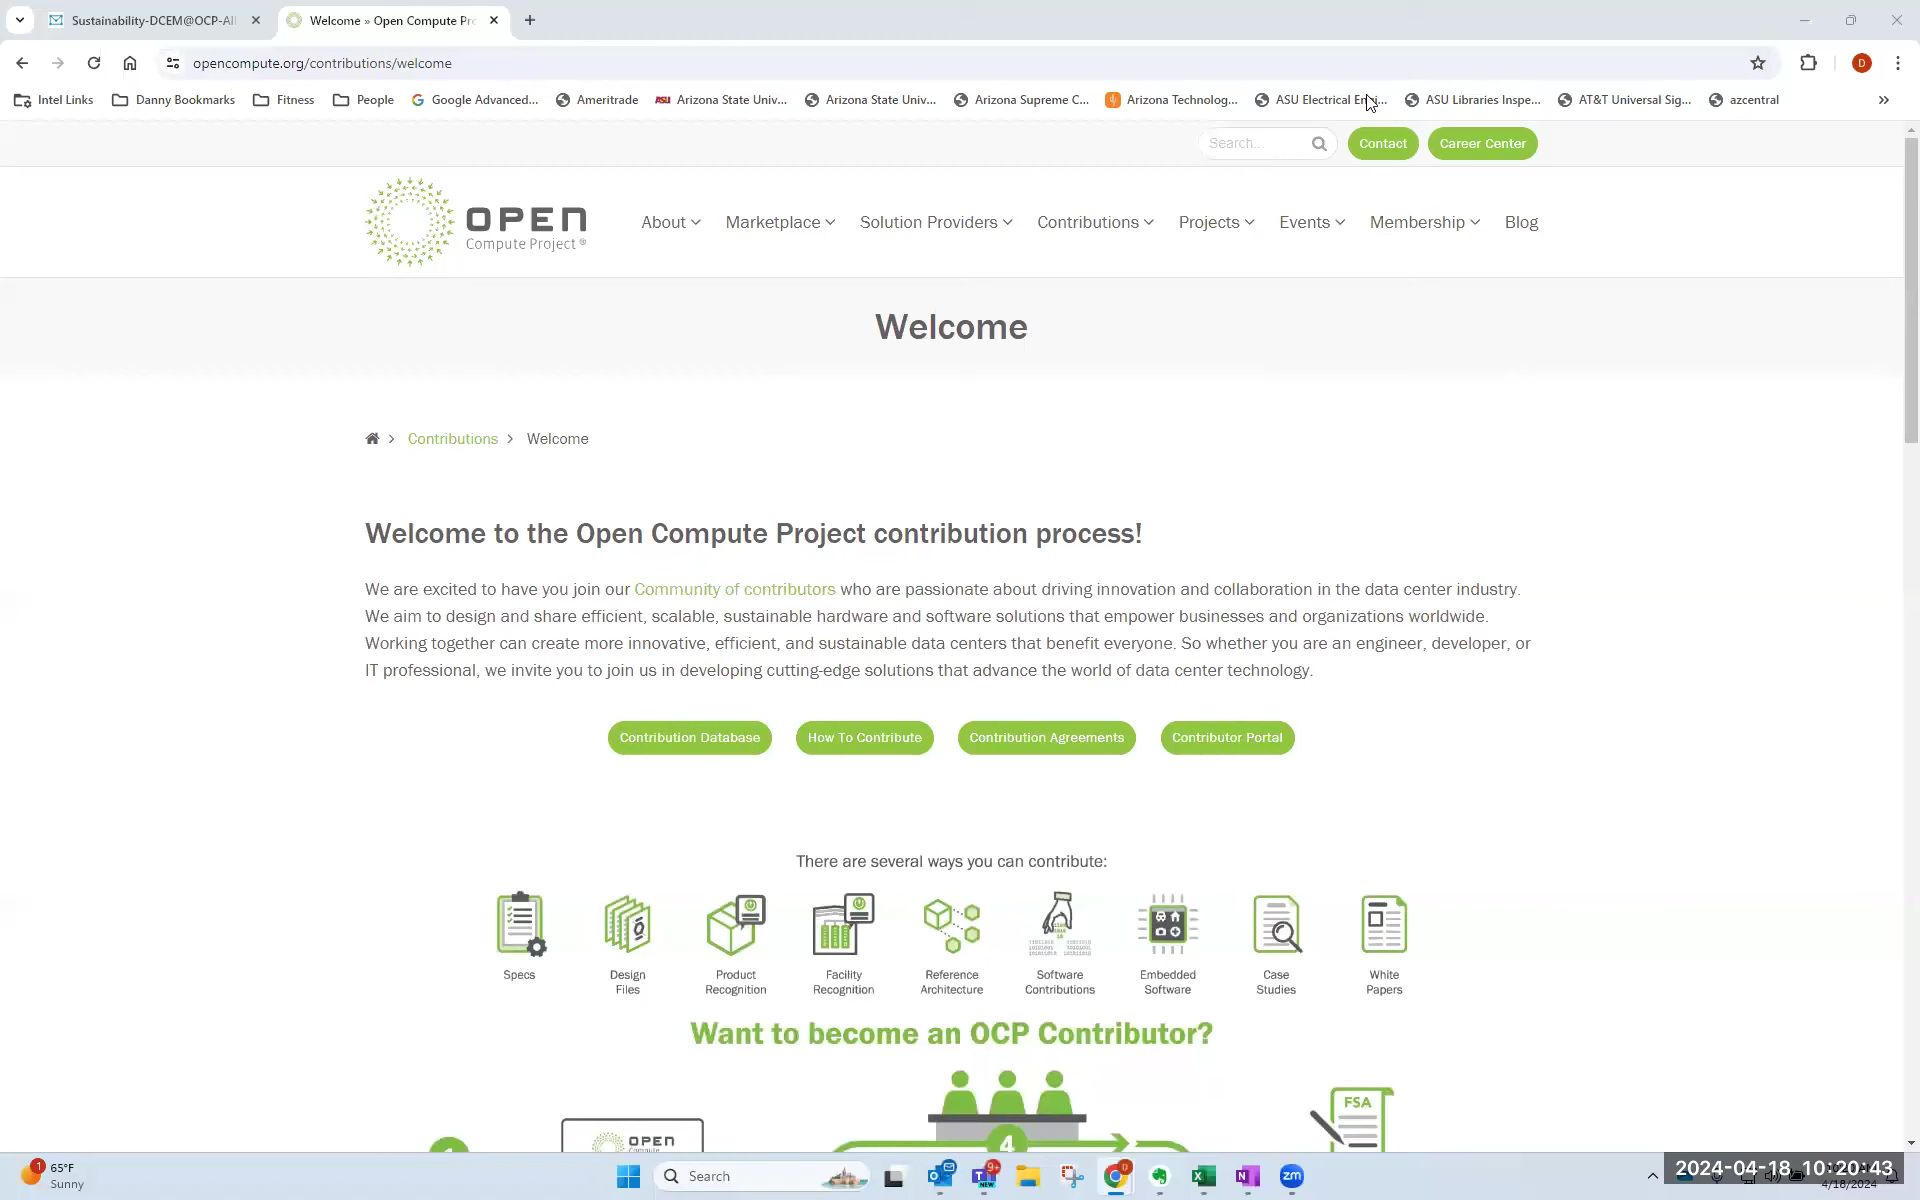 Sustainability-DCEM@OCP-All
Welcome » Open Compute Pr
opencompute.org/contributions/welcome
D
Intel Links Danny Bookmarks Fitness People Google Advanced... Ameritrade ASU Arizona State Univ... Arizona State Univ... Arizona Supreme C... Arizona Technolog... ASU Electrical Engi... ASU Libraries Inspe... AT&T Universal Sig... azcentral
Search... Contact Career Center
OPEN
Compute Project ®
About Marketplace Solution Providers Contributions Projects Events Membership Blog
Welcome
Contributions > Welcome
Welcome to the Open Compute Project contribution process!
We are excited to have you join our Community of contributors who are passionate about driving innovation and collaboration in the data center industry.
We aim to design and share efficient, scalable, sustainable hardware and software solutions that empower businesses and organizations worldwide.
Working together can create more innovative, efficient, and sustainable data centers that benefit everyone. So whether you are an engineer, developer, or
IT professional, we invite you to join us in developing cutting-edge solutions that advance the world of data center technology.
Contribution Database How To Contribute Contribution Agreements Contributor Portal
There are several ways you can contribute:
Specs
Design
Files
Product
Recognition
Facility
Recognition
Reference
Architecture
Software
Contributions
Embedded
Software
Case
Studies
White
Papers
Want to become an OCP Contributor?
FSA
OPEN
4
1
65°F
Sunny
Search
9+
NEW
zm
2024-04-18 10:20:43
4/18/2024